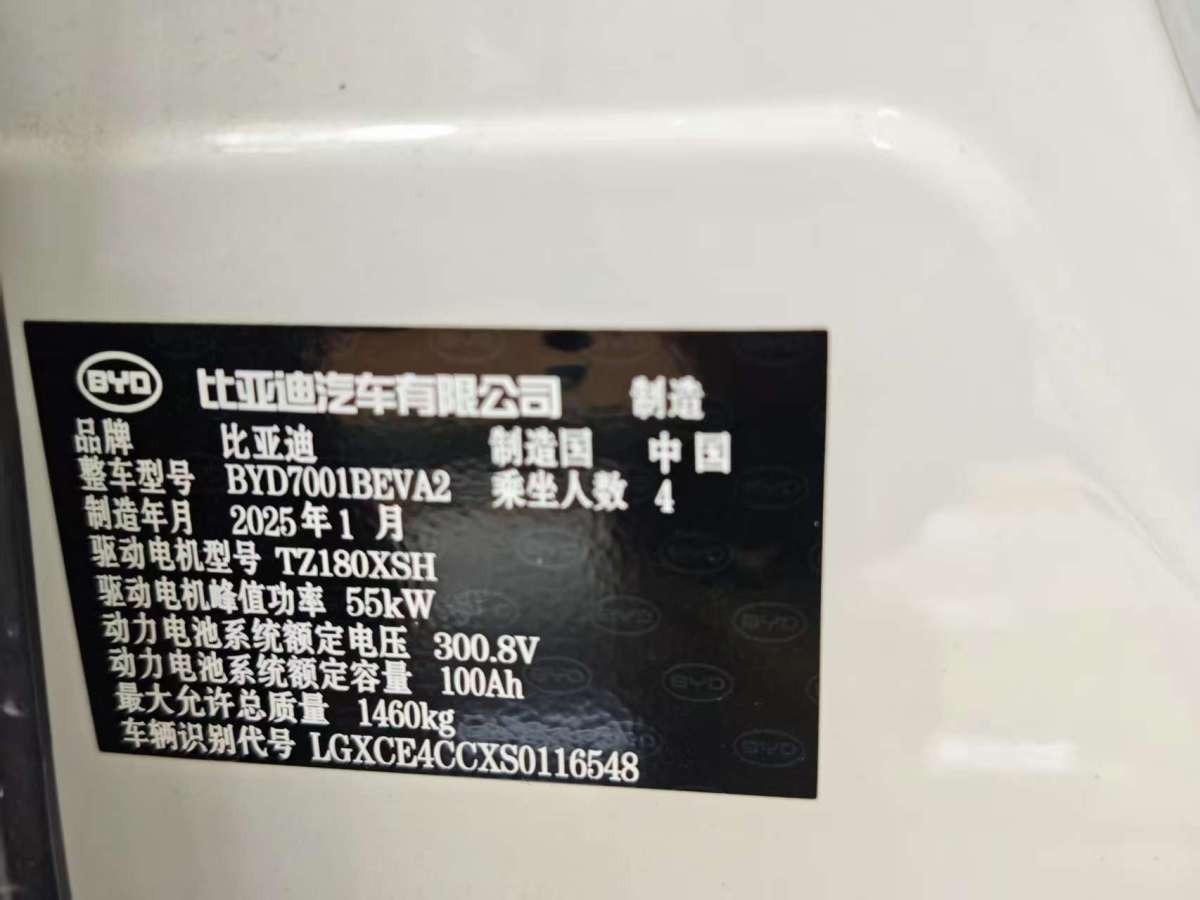 BYD 比亚迪汽车有限公司 制造
品牌 比亚迪 制造国 中国
整车型号 BYD7001BEVA2 乘坐人数 4
制造年月 2025年1月
驱动电机型号 TZ180XSH
驱动电机峰值功率 55kW
动力电池系统额定电压 300.8V
动力电池系统额定容量 100Ah
最大允许总质量 1460kg
车辆识别代号 LGXCE4CCXS0116548